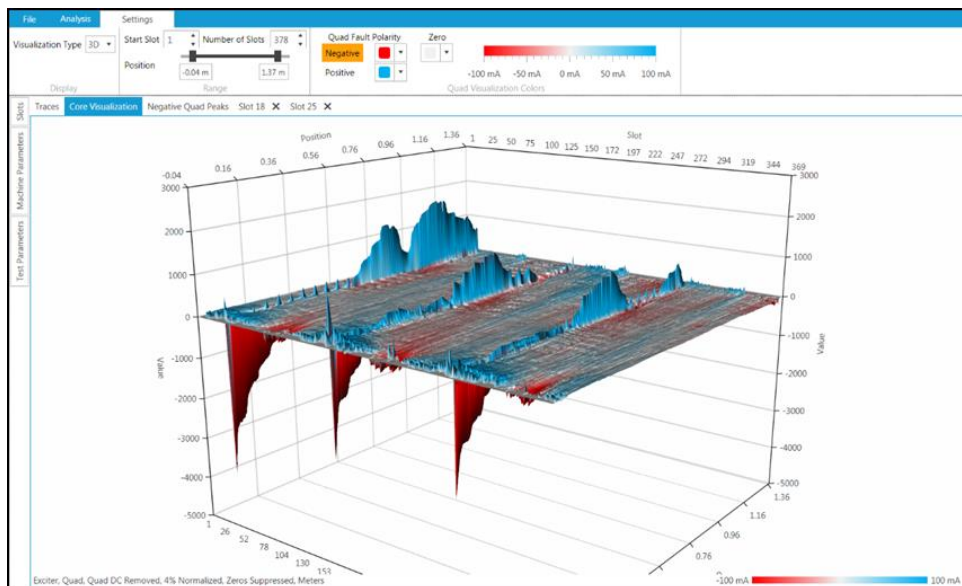 File Analysis Settings
Visualization Type 3D
Start Slot 1 Number of Slots 378
Position
-0.04 m 1.37 m
Display
Range
Quad Fault Polarity Zero
Negative
Positive
-100 mA -50 mA 0 mA 50 mA 100 mA
Quad Visualization Colors
Slots
Machine Parameters
Test Parameters
Traces Core Visualization Negative Quad Peaks Slot 18 X Slot 25 X
Position
-0.04 0.16 0.36 0.56 0.76 0.96 1.16 1.36
Slot
1 25 50 75 100 125 150 172 197 222 247 272 294 319 344 369
3000
2000
1000
0
-1000
-2000
-3000
-4000
-5000
Value
3000
2000
1000
0
-1000
-2000
-3000
-4000
-5000
Value
1 26 52 78 104 130 153
1.36
1.16
0.96
0.76
-100 mA 100 mA
Exciter, Quad, Quad DC Removed, 4% Normalized, Zeros Suppressed, Meters